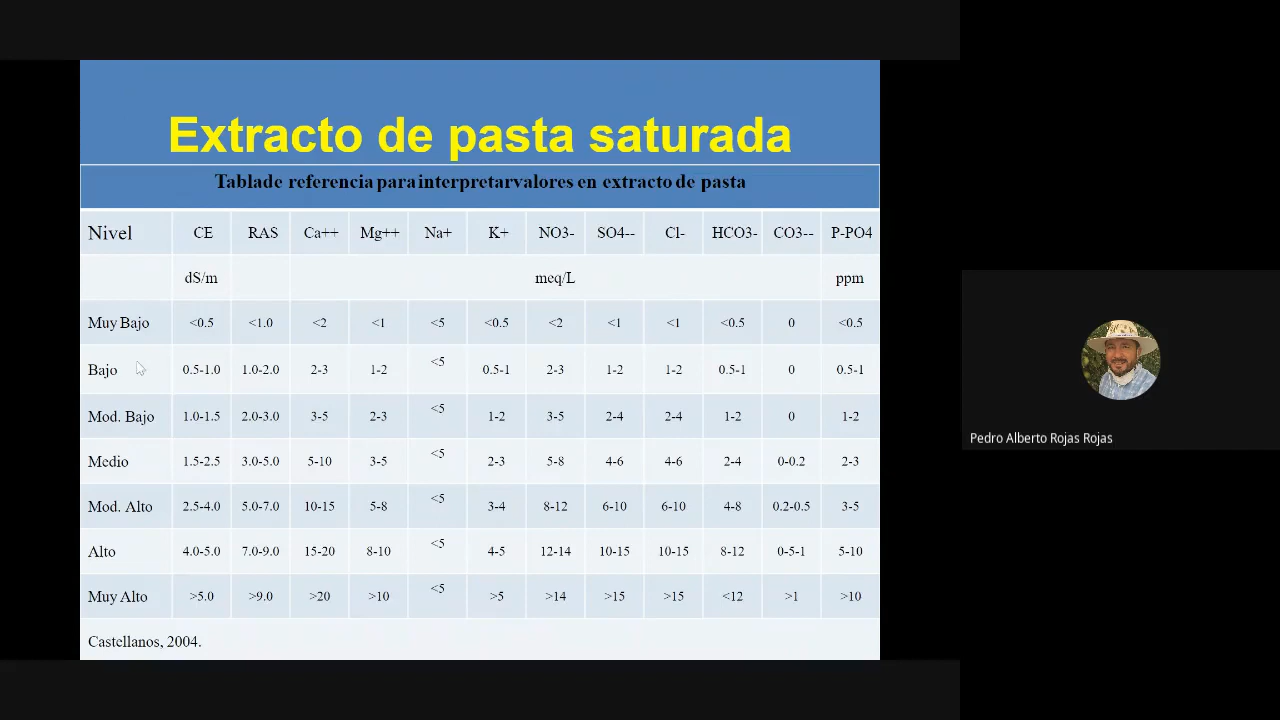 Extracto de pasta saturada
Tablade referencia para interpretarvalores en extracto de pasta
Nivel CE RAS Ca++ Mg++ Na+ K+ NO3- SO4-- Cl- HCO3- CO3-- P-PO4
dS/m meq/L ppm
Muy Bajo <0.5 <1.0 <2 <1 <5 <0.5 <2 <1 <1 <0.5 0 <0.5
Bajo 0.5-1.0 1.0-2.0 2-3 1-2 <5 0.5-1 2-3 1-2 1-2 0.5-1 0 0.5-1
Mod. Bajo 1.0-1.5 2.0-3.0 3-5 2-3 <5 1-2 3-5 2-4 2-4 1-2 0 1-2
Medio 1.5-2.5 3.0-5.0 5-10 3-5 <5 2-3 5-8 4-6 4-6 2-4 0-0.2 2-3
Mod. Alto 2.5-4.0 5.0-7.0 10-15 5-8 <5 3-4 8-12 6-10 6-10 4-8 0.2-0.5 3-5
Alto 4.0-5.0 7.0-9.0 15-20 8-10 <5 4-5 12-14 10-15 10-15 8-12 0-5-1 5-10
Muy Alto >5.0 >9.0 >20 >10 <5 >5 >14 >15 >15 <12 >1 >10
Castellanos, 2004.
Pedro Alberto Rojas Rojas